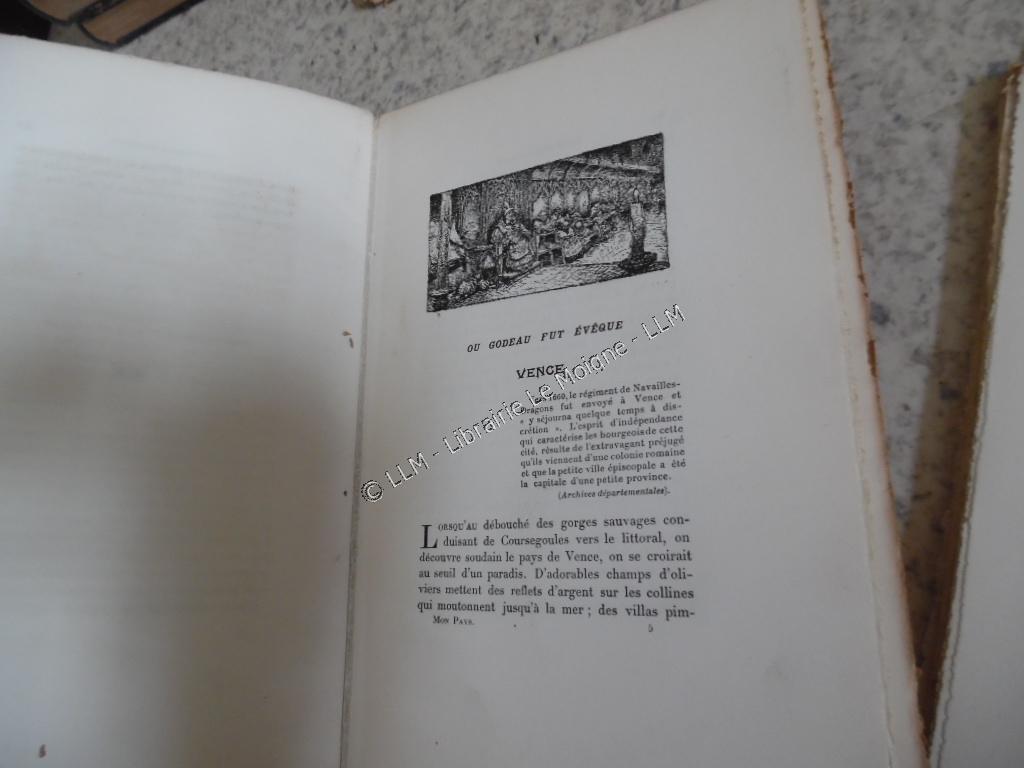 OU GODEAU FUT ÉVÊQUE
VENCE
1660, le régiment de Navailles-
Dragons fut envoyé à Vence et
« y séjourna quelque temps à dis-
crétion ». L'esprit d'indépendance
qui caractérise les bourgeois de cette
cité, résulte de l'extravagant préjugé
qu'ils viennent d'une colonie romaine
et que la petite ville épiscopale a été
la capitale d'une petite province.
(Archives départementales).
LORSQU'AU débouché des gorges sauvages con-
duisant de Coursegoules vers le littoral, on
découvre soudain le pays de Vence, on se croirait
au seuil d'un paradis. D'adorables champs d'oli-
viers mettent des reflets d'argent sur les collines
qui moutonnent jusqu'à la mer ; des villas pim-
MON PAYS. 5
© LLM - Librairie Le Moigne - LLM